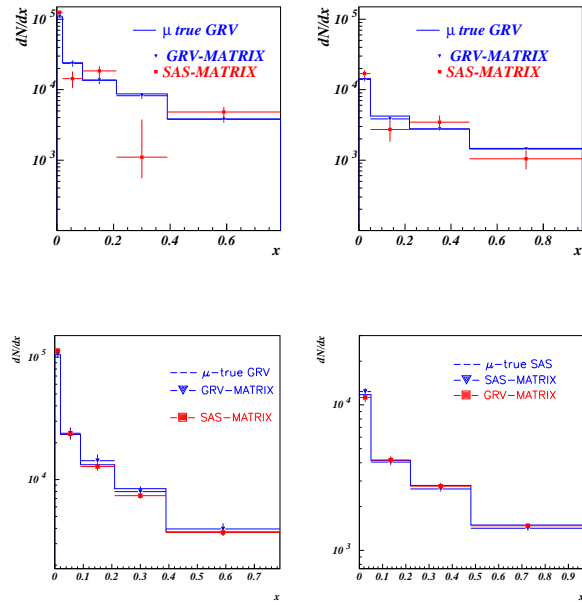 dN/dx
10^5
10^4
10^3
μ true GRV
GRV-MATRIX
SAS-MATRIX
0 0.2 0.4 0.6
x
dN/dx
10^5
10^4
10^3
μ true GRV
GRV-MATRIX
SAS-MATRIX
0 0.2 0.4 0.6 0.8
x
dN/dx
10^5
10^4
μ-true GRV
GRV-MATRIX
SAS-MATRIX
0 0.1 0.2 0.3 0.4 0.5 0.6 0.7
x
dN/dx
10^4
10^3
μ-true SAS
SAS-MATRIX
GRV-MATRIX
0 0.1 0.2 0.3 0.4 0.5 0.6 0.7 0.8 0.9
x